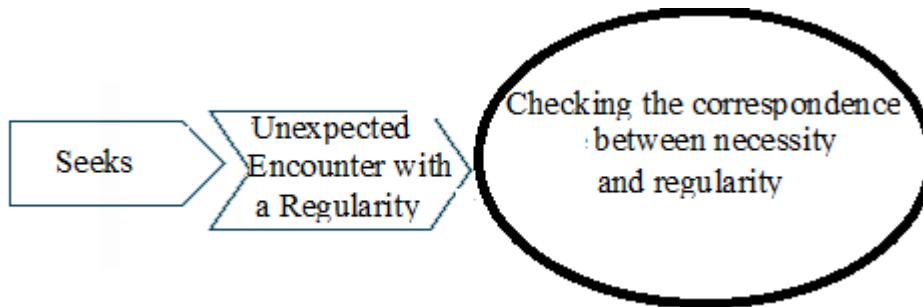 Seeks
Unexpected
Encounter with
a Regularity
Checking the correspondence
between necessity
and regularity